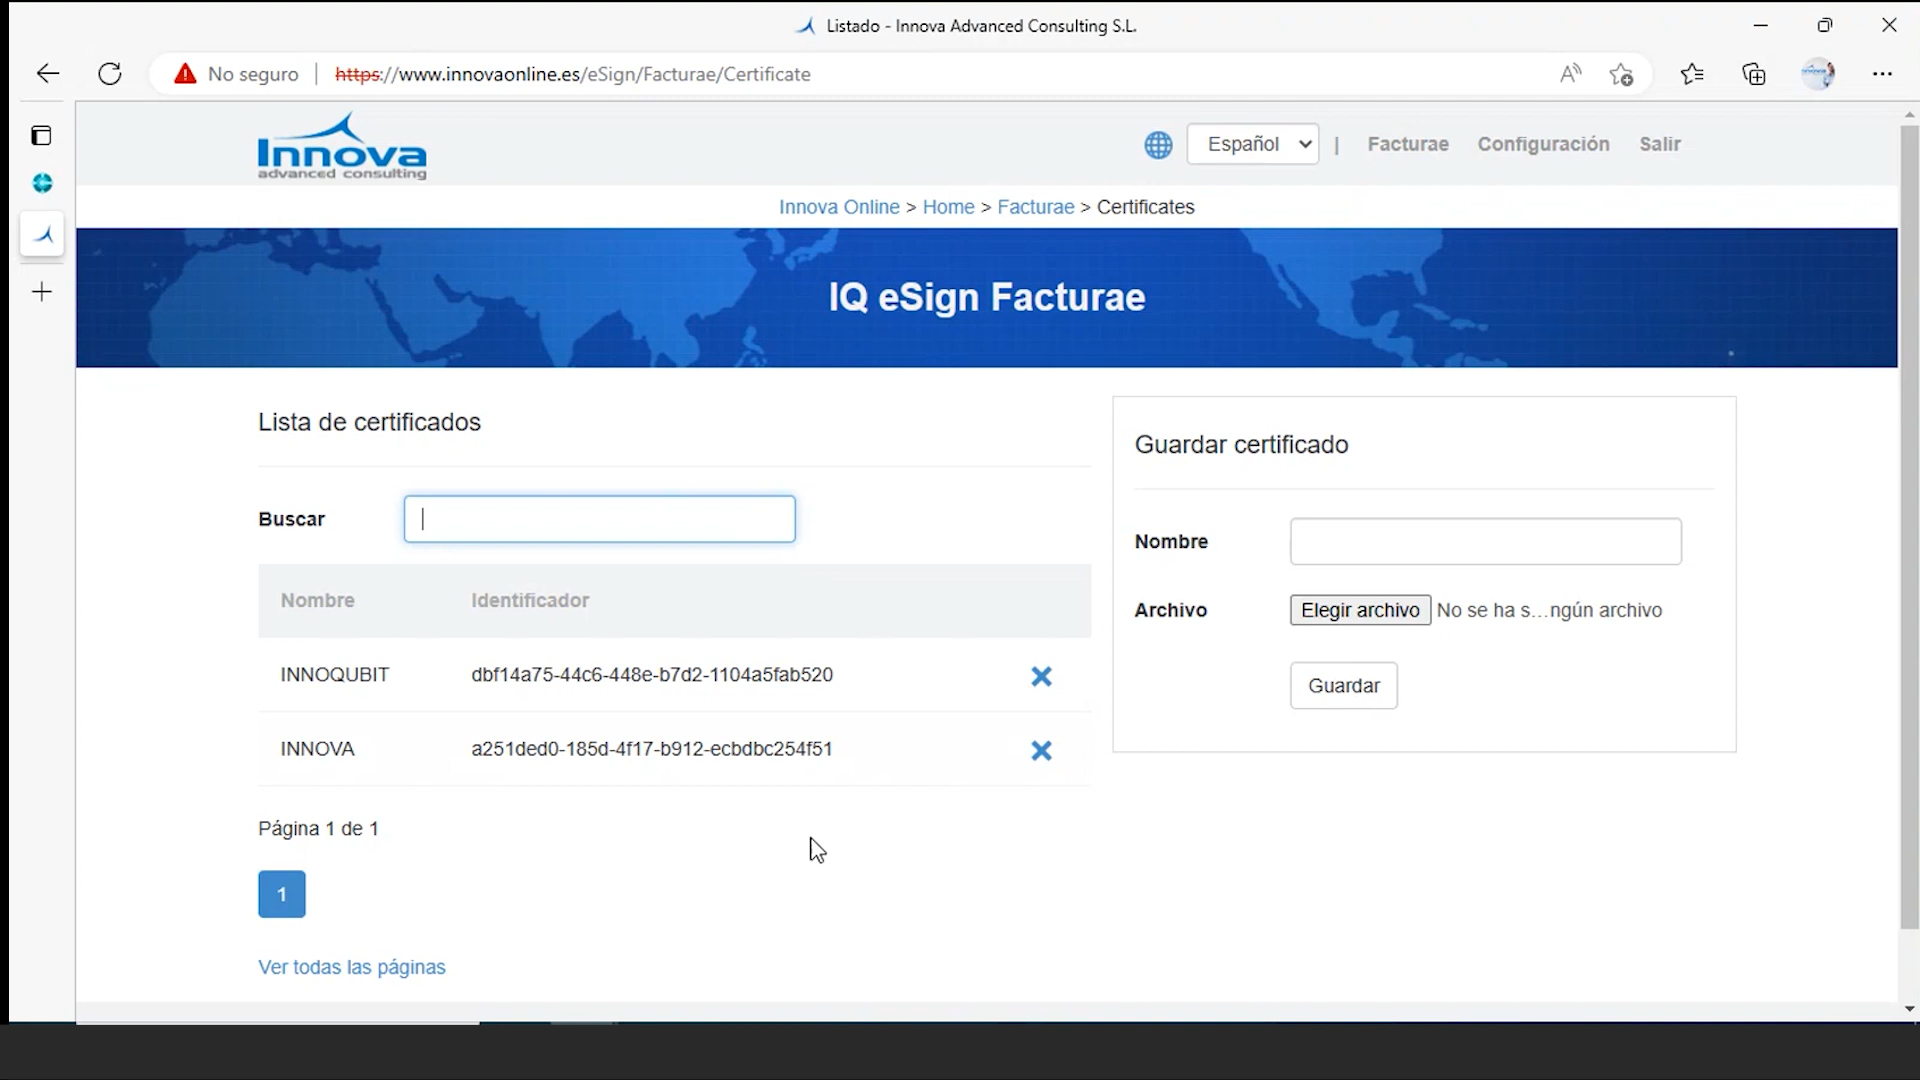 Listado - Innova Advanced Consulting S.L.
No seguro | https://www.innovaonline.es/eSign/Facturae/Certificate
Innova
advanced consulting
Español | Facturae Configuración Salir
Innova Online > Home > Facturae > Certificates
IQ eSign Facturae
Lista de certificados
Buscar
Nombre Identificador
INNOQUBIT dbf14a75-44c6-448e-b7d2-1104a5fab520
INNOVA a251ded0-185d-4f17-b912-ecbdbc254f51
Página 1 de 1
1
Ver todas las páginas
Guardar certificado
Nombre
Archivo Elegir archivo No se ha s...ngún archivo
Guardar